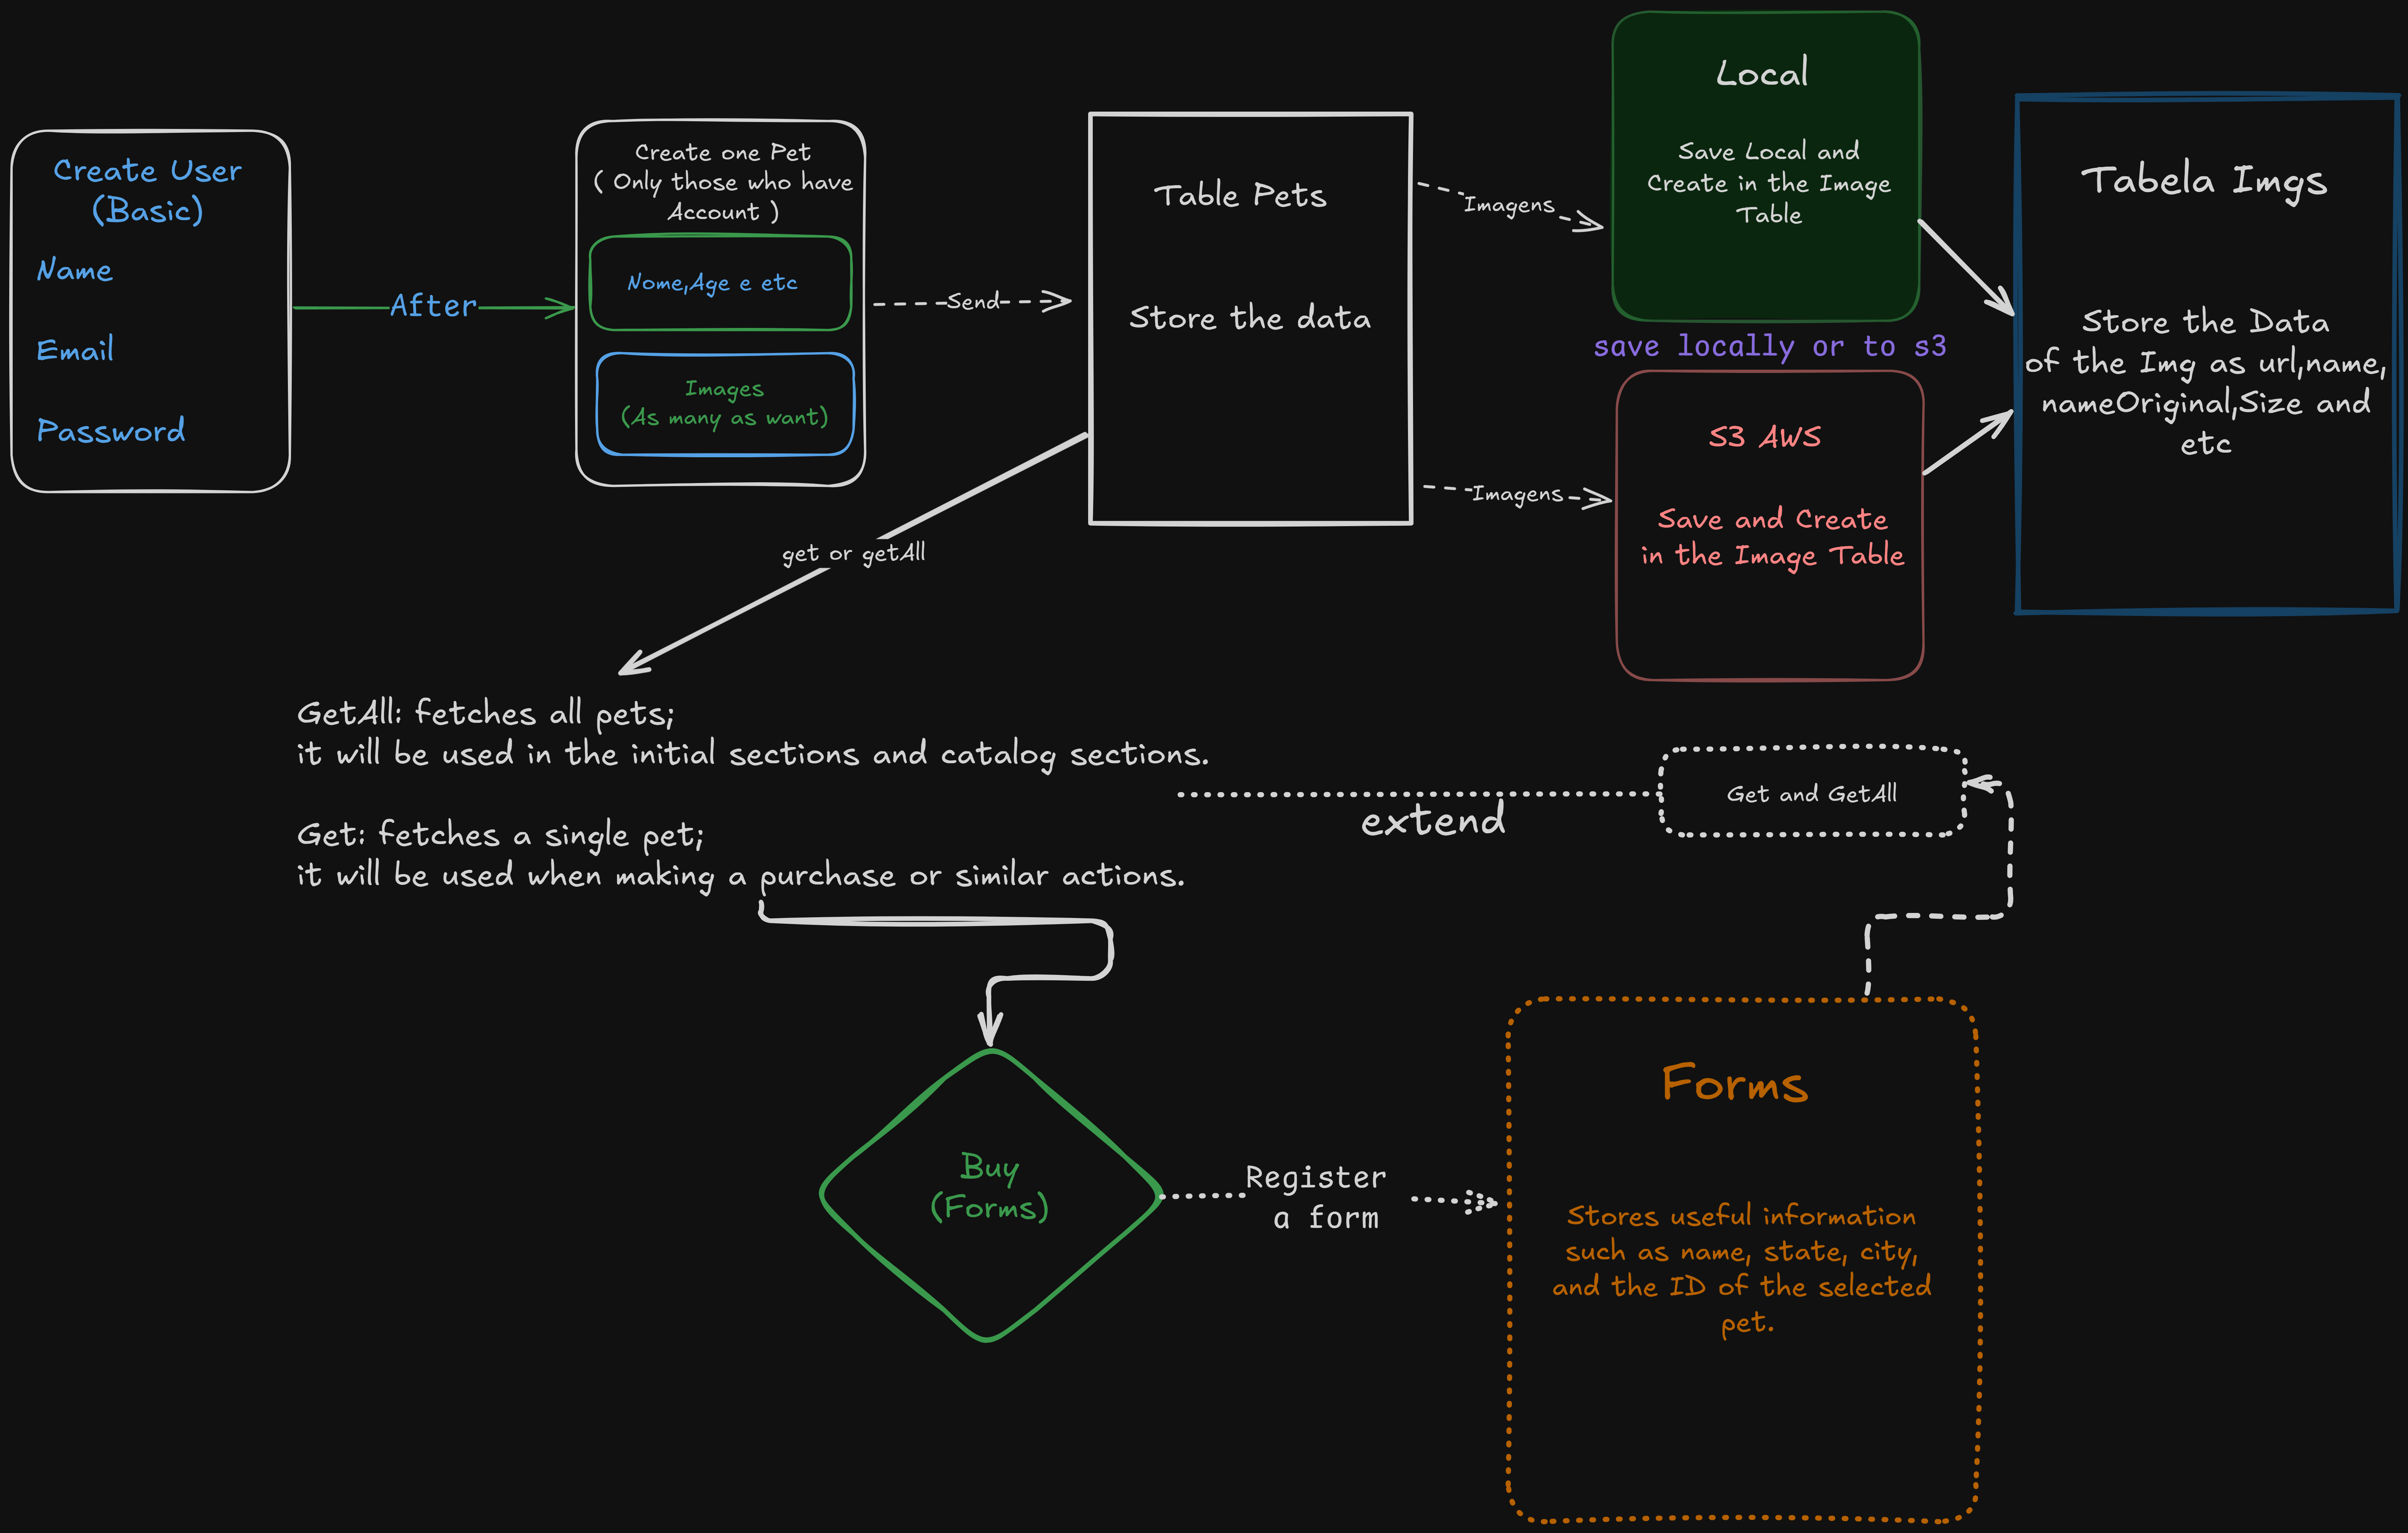 Create User
(Basic)
Name
Email
Password
After
Create one Pet
( Only those who have
Account )
Nome,Age e etc
Images
(As many as want)
Send
Table Pets
Store the data
Imagens
Imagens
Local
Save Local and
Create in the Image
Table
save locally or to s3
S3 AWS
Save and Create
in the Image Table
Tabela Imgs
Store the Data
of the Img as url,name,
nameOriginal,Size and
etc
get or getAll
GetAll: fetches all pets;
it will be used in the initial sections and catalog sections.
Get: fetches a single pet;
it will be used when making a purchase or similar actions.
extend
Get and GetAll
Buy
(Forms)
Register
a form
Forms
Stores useful information
such as name, state, city,
and the ID of the selected
pet.